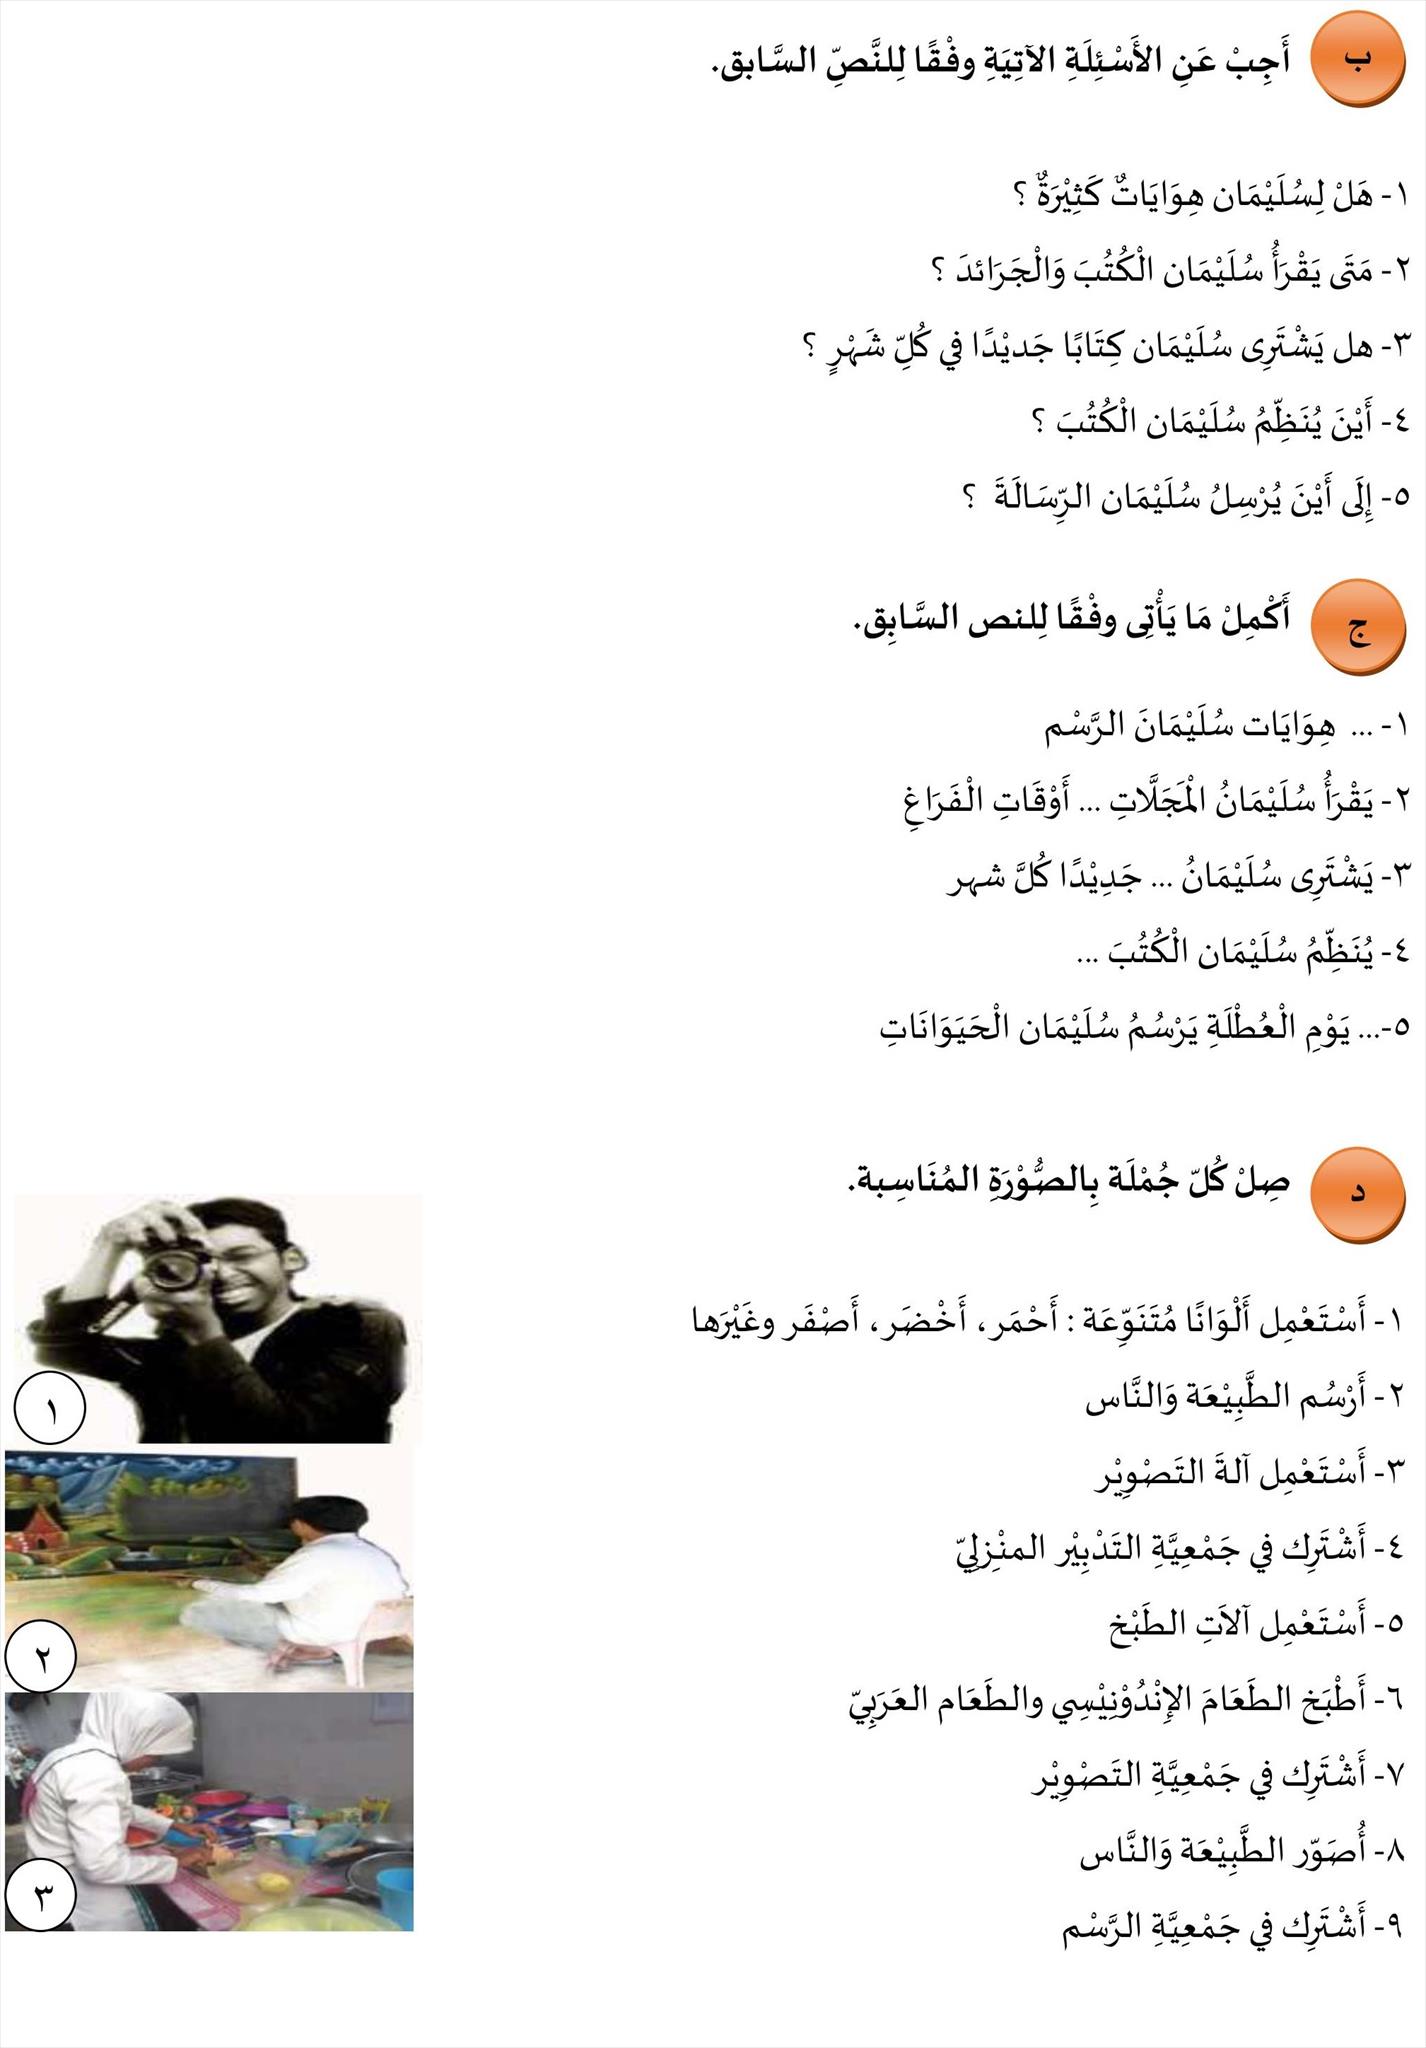 ب
أَجِبْ عَنِ الأَسْئِلَةِ الآتِيَةِ وفْقًا لِلنَّصِّ السَّابق.
١- هَلْ لِسُلَيْمَان هِوَايَاتٌ كَثِيْرَةٌ ؟
٢- مَتَى يَقْرَأُ سُلَيْمَان الْكُتُبَ وَالْجَرَائدَ ؟
٣- هل يَشْتَرِى سُلَيْمَان كِتَابًا جَديْدًا في كُلِّ شَهْرٍ ؟
٤- أَيْنَ يُنَظِّمُ سُلَيْمَان الْكُتُبَ ؟
٥- إِلَى أَيْنَ يُرْسِلُ سُلَيْمَان الرِّسَالَةَ ؟
ج
أَكْمِلْ مَا يَأْتِى وفْقًا لِلنص السَّابِق.
١- ... هِوَايَات سُلَيْمَانَ الرَّسْم
٢- يَقْرَأُ سُلَيْمَانُ الْمَجَلَّاتِ ... أَوْقَاتِ الْفَرَاغِ
٣- يَشْتَرِى سُلَيْمَانُ ... جَدِيْدًا كُلَّ شهر
٤- يُنَظِّمُ سُلَيْمَان الْكُتُبَ ...
٥-... يَوْمِ الْعُطْلَةِ يَرْسُمُ سُلَيْمَان الْحَيَوَانَاتِ
د
صِلْ كُلّ جُمْلَة بِالصُّوْرَةِ المُنَاسِبة.
١- أَسْتَعْمِل أَلْوَانًا مُتَنَوِّعَة : أَحْمَر، أَخْضَر، أَصْفَر وغَيْرَها
٢- أَرْسُم الطَّبِيْعَة وَالنَّاس
٣- أَسْتَعْمِل آلةَ التَصْوِيْر
٤- أَشْتَرِك في جَمْعِيَّةِ التَدْبِيْر المنْزِلِيّ
٥- أَسْتَعْمِل آلاَتِ الطَبْخ
٦- أَطْبَخ الطَعَامَ الإِنْدُوْنِيْسِي والطَعَام العَرَبِيّ
٧- أَشْتَرِك في جَمْعِيَّةِ التَصْوِيْر
٨- أُصَوّر الطَّبِيْعَة وَالنَّاس
٩- أَشْتَرِك في جَمْعِيَّةِ الرَّسْم
١
٢
٣